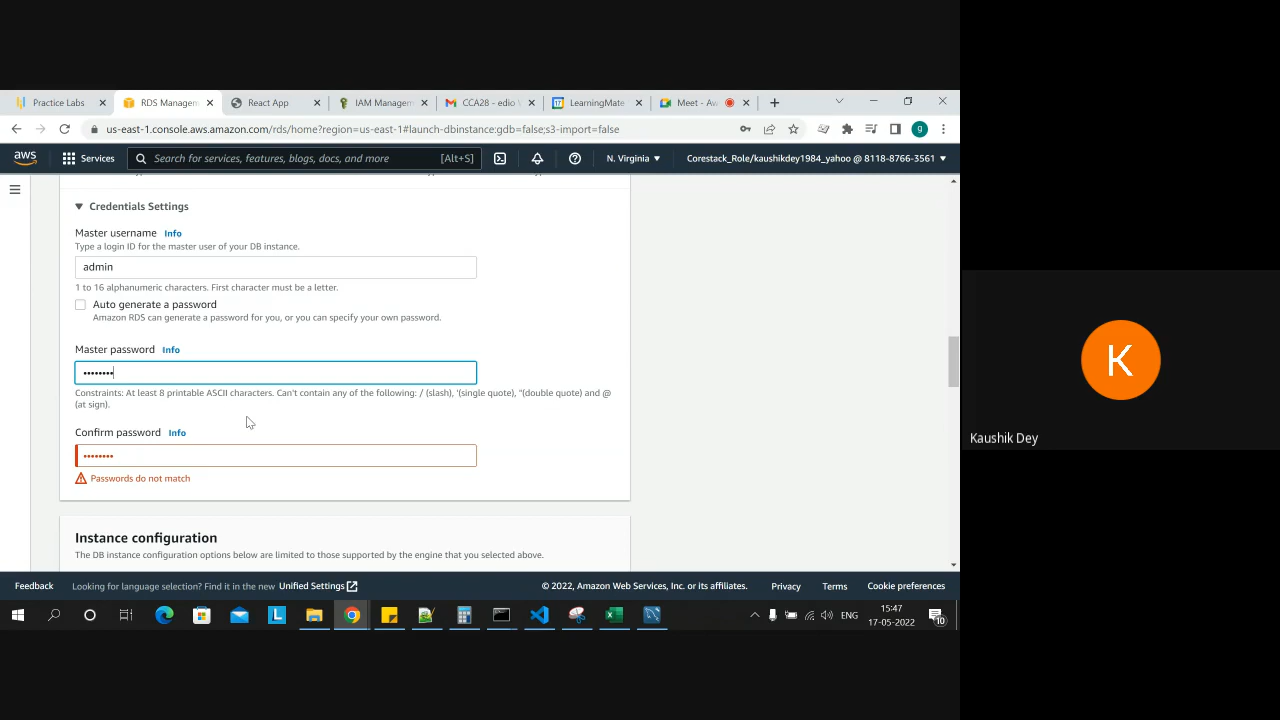 Practice Labs
RDS Managem
React App
IAM Managem
CCA28 - edio
LearningMate
Meet - Aw
us-east-1.console.aws.amazon.com/rds/home?region=us-east-1#launch-dbinstance:gdb=false;s3-import=false
g
aws
Services
Search for services, features, blogs, docs, and more
[Alt+S]
N. Virginia
Corestack_Role/kaushikdey1984_yahoo @ 8118-8766-3561
Credentials Settings
Master username Info
Type a login ID for the master user of your DB instance.
admin
1 to 16 alphanumeric characters. First character must be a letter.
Auto generate a password
Amazon RDS can generate a password for you, or you can specify your own password.
Master password Info
••••••••
Constraints: At least 8 printable ASCII characters. Can't contain any of the following: / (slash), '(single quote), "(double quote) and @
(at sign).
Confirm password Info
••••••••
Passwords do not match
Instance configuration
The DB instance configuration options below are limited to those supported by the engine that you selected above.
Feedback
Looking for language selection? Find it in the new Unified Settings
© 2022, Amazon Web Services, Inc. or its affiliates.
Privacy
Terms
Cookie preferences
L
ENG
15:47
17-05-2022
10
K
Kaushik Dey